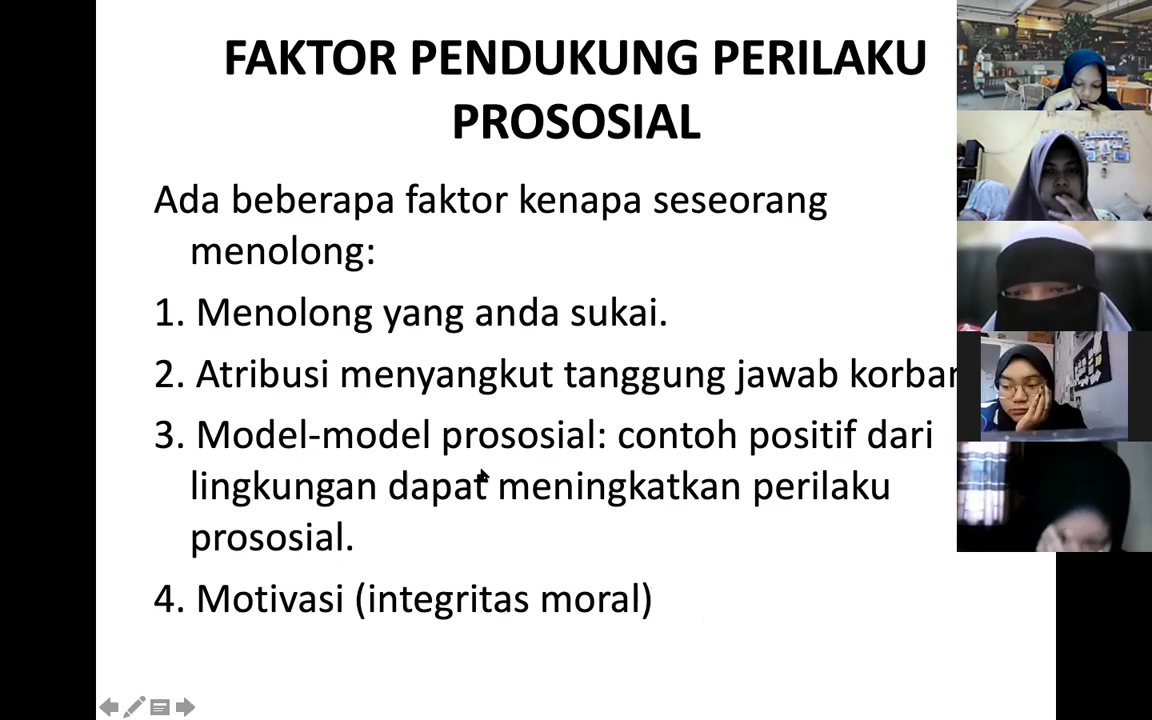 FAKTOR PENDUKUNG PERILAKU
PROSOSIAL
Ada beberapa faktor kenapa seseorang
menolong:
1. Menolong yang anda sukai.
2. Atribusi menyangkut tanggung jawab
3. Model-model prososial: contoh positif dari
lingkungan dapat meningkatkan perilaku
prososial.
4. Motivasi (integritas moral)